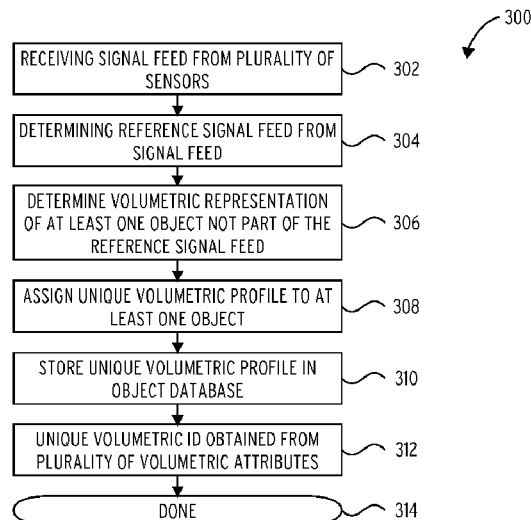 300
RECEIVING SIGNAL FEED FROM PLURALITY OF
SENSORS
302
DETERMINING REFERENCE SIGNAL FEED FROM
SIGNAL FEED
304
DETERMINE VOLUMETRIC REPRESENTATION
OF AT LEAST ONE OBJECT NOT PART OF THE
REFERENCE SIGNAL FEED
306
ASSIGN UNIQUE VOLUMETRIC PROFILE TO AT
LEAST ONE OBJECT
308
STORE UNIQUE VOLUMETRIC PROFILE IN
OBJECT DATABASE
310
UNIQUE VOLUMETRIC ID OBTAINED FROM
PLURALITY OF VOLUMETRIC ATTRIBUTES
312
DONE
314